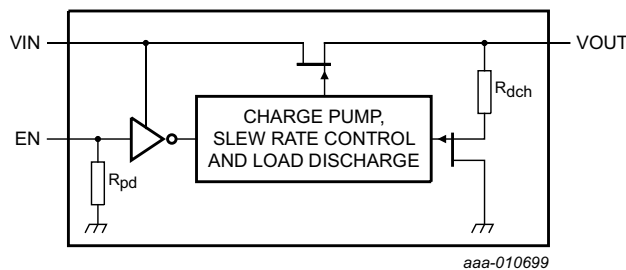 VIN
VOUT
Rdch
CHARGE PUMP,
SLEW RATE CONTROL
AND LOAD DISCHARGE
EN
Rpd
aaa-010699